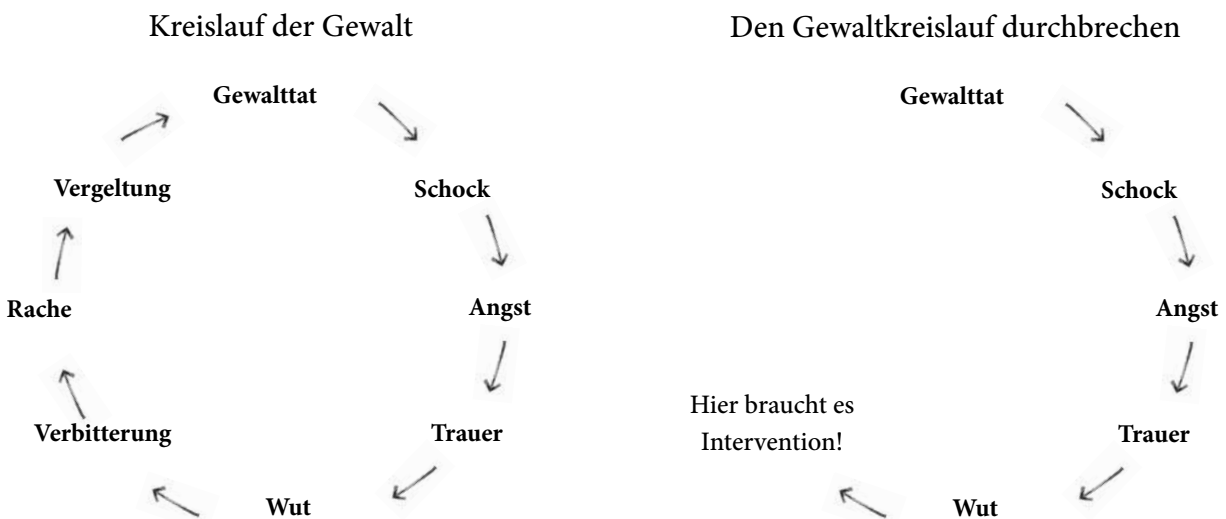 Kreislauf der Gewalt
Gewalttat
Schock
Angst
Trauer
Wut
Verbitterung
Rache
Vergeltung
Den Gewaltkreislauf durchbrechen
Gewalttat
Schock
Angst
Trauer
Wut
Hier braucht es
Intervention!